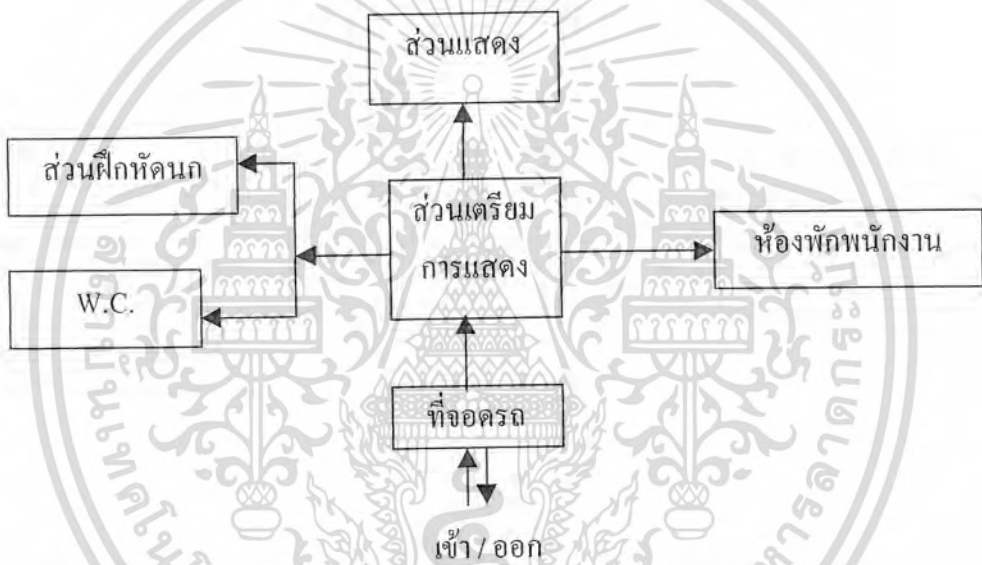 ส่วนแสดง
ส่วนฝึกหัดนก
ส่วนเตรียม
การแสดง
ห้องพักพนักงาน
W.C.
ที่จอดรถ
เข้า / ออก